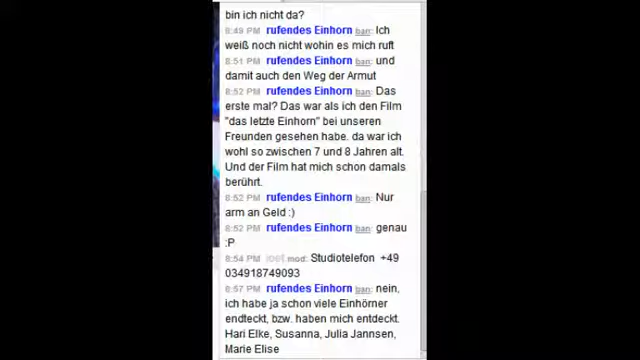 bin ich nicht da?
8:49 PM rufendes Einhorn ban: Ich
weiß noch nicht wohin es mich ruft
8:51 PM rufendes Einhorn ban: und
damit auch den Weg der Armut
8:52 PM rufendes Einhorn ban: Das
erste mal? Das war als ich den Film
"das letzte Einhorn" bei unseren
Freunden gesehen habe. da war ich
wohl so zwischen 7 und 8 Jahren alt.
Und der Film hat mich schon damals
berührt.
8:52 PM rufendes Einhorn ban: Nur
arm an Geld :)
8:52 PM rufendes Einhorn ban: genau
:P
8:54 PM mod: Studiotelefon +49
034918749093
8:57 PM rufendes Einhorn ban: nein,
ich habe ja schon viele Einhörner
endteckt, bzw. haben mich entdeckt.
Hari Elke, Susanna, Julia Jannsen,
Marie Elise